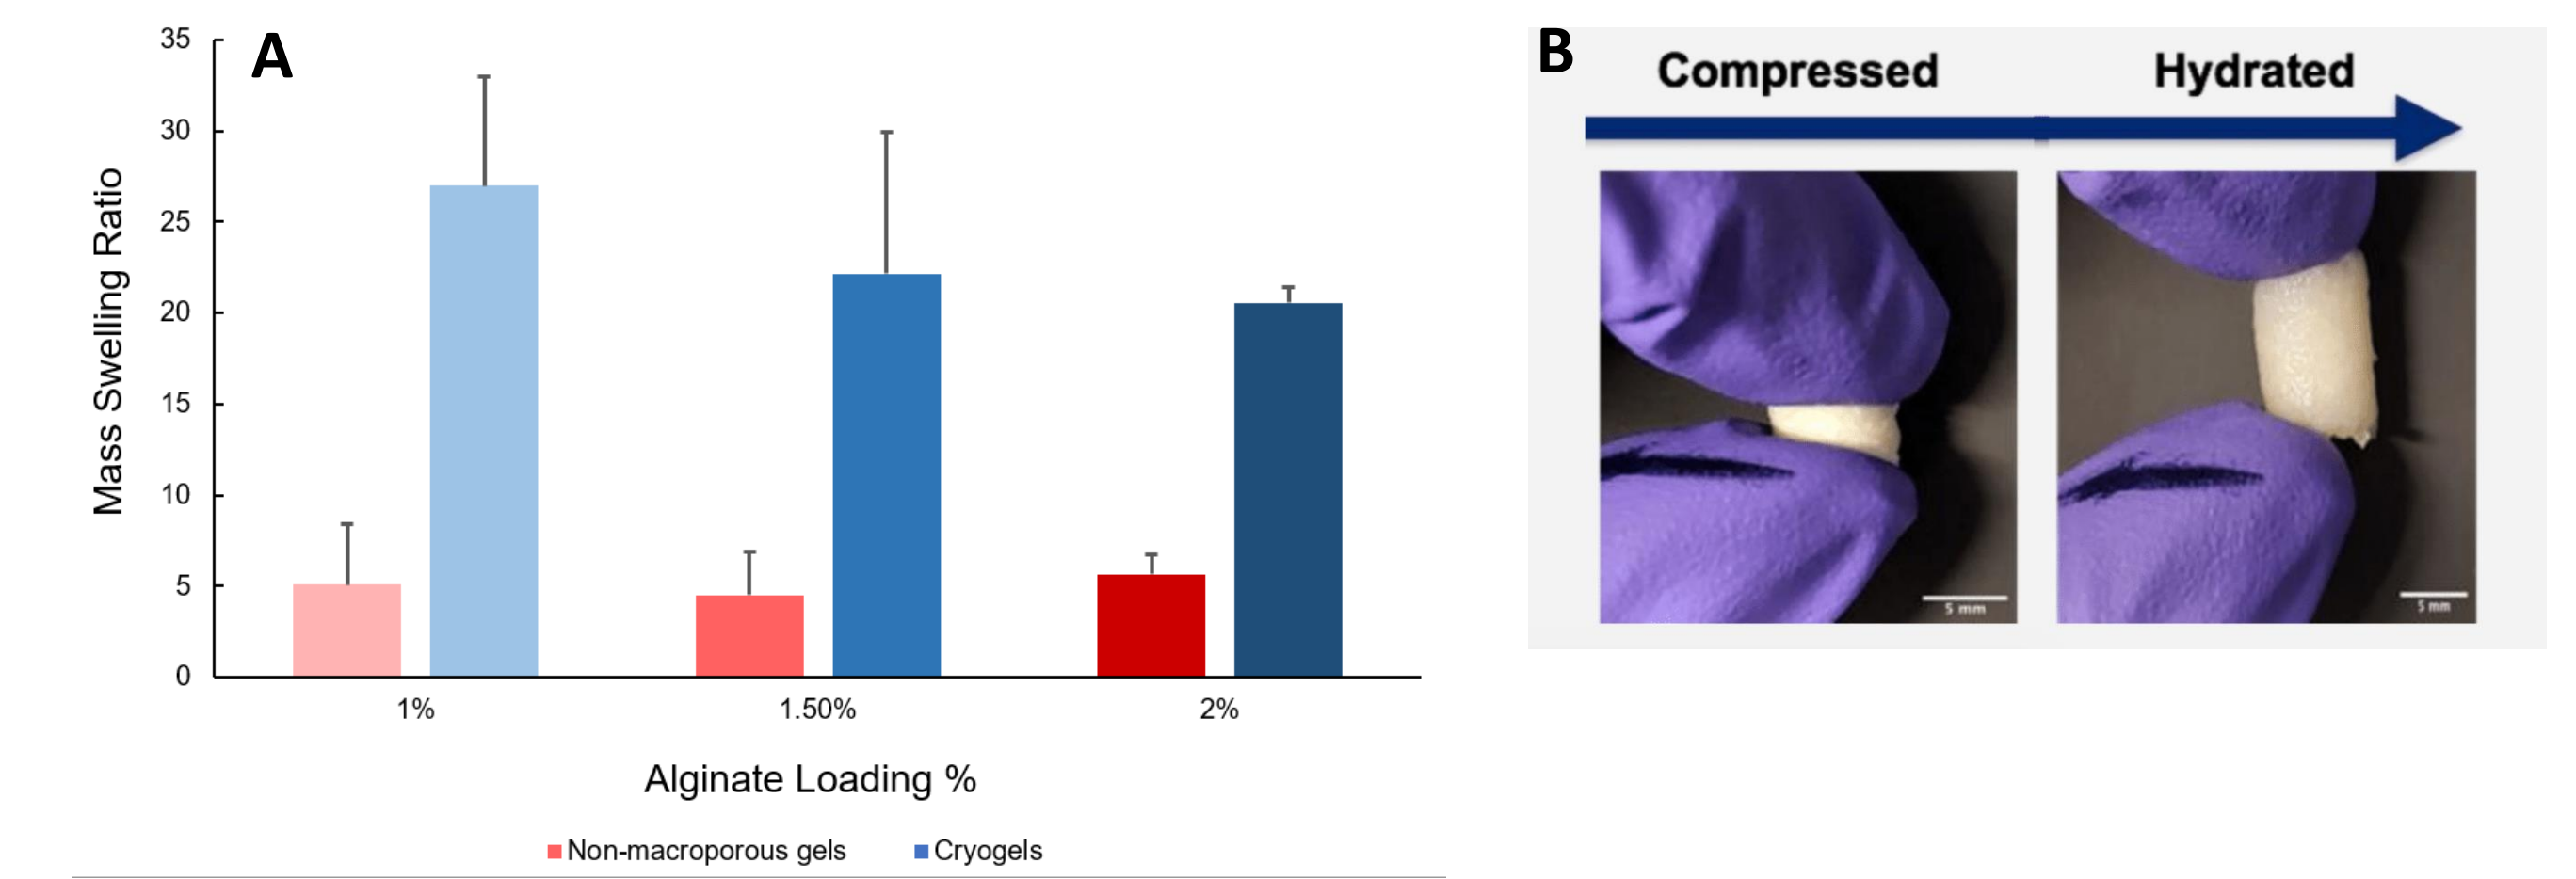 A
35
30
25
20
15
10
5
0
Mass Swelling Ratio
1%
1.50%
2%
Alginate Loading %
Non-macroporous gels
Cryogels
B
Compressed
Hydrated
5 mm
5 mm